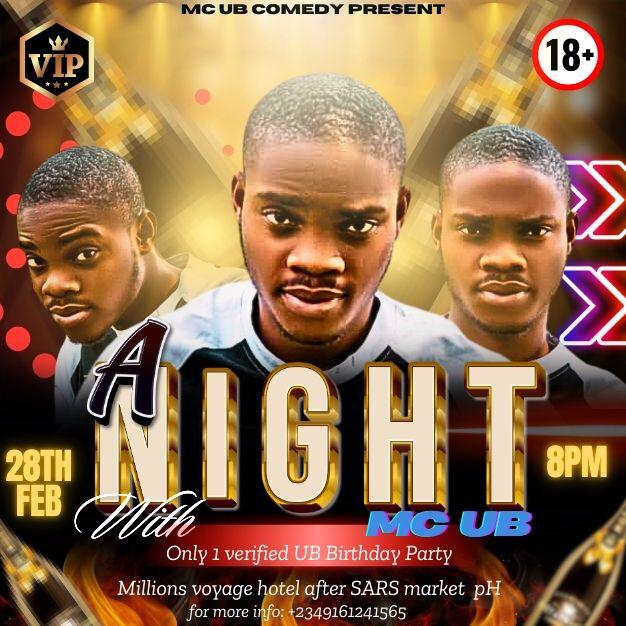 MC UB COMEDY PRESENT
VIP
18+
A
NIGHT
28TH
FEB
8PM
With
MC UB
Only 1 verified UB Birthday Party
Millions voyage hotel after SARS market pH
for more info: +2349161241565